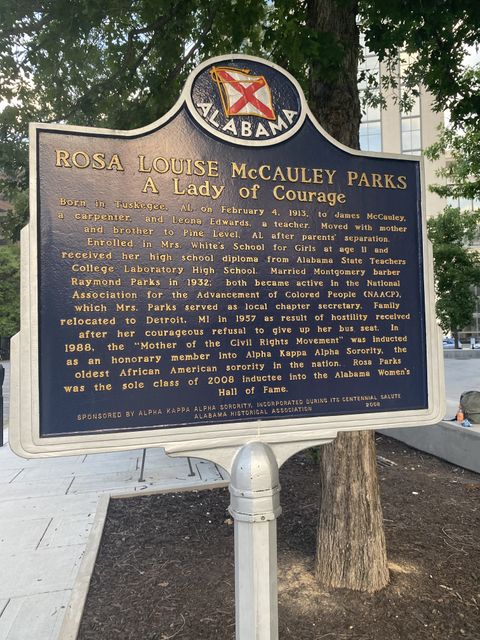 ALABAMA
ROSA LOUISE McCAULEY PARKS
A Lady of Courage
Born in Tuskegee, AL on February 4, 1913, to James McCauley,
a carpenter, and Leona Edwards, a teacher. Moved with mother
and brother to Pine Level, AL after parents' separation.
Enrolled in Mrs. White's School for Girls at age 11 and
received her high school diploma from Alabama State Teachers
College Laboratory High School. Married Montgomery barber
Raymond Parks in 1932; both became active in the National
Association for the Advancement of Colored People (NAACP),
which Mrs. Parks served as local chapter secretary. Family
relocated to Detroit, MI in 1957 as result of hostility received
after her courageous refusal to give up her bus seat. In
1988, the "Mother of the Civil Rights Movement" was inducted
as an honorary member into Alpha Kappa Alpha Sorority, the
oldest African American sorority in the nation. Rosa Parks
was the sole class of 2008 inductee into the Alabama Women's
Hall of Fame.
SPONSORED BY ALPHA KAPPA ALPHA SORORITY, INCORPORATED DURING ITS CENTENNIAL SALUTE
ALABAMA HISTORICAL ASSOCIATION 2008